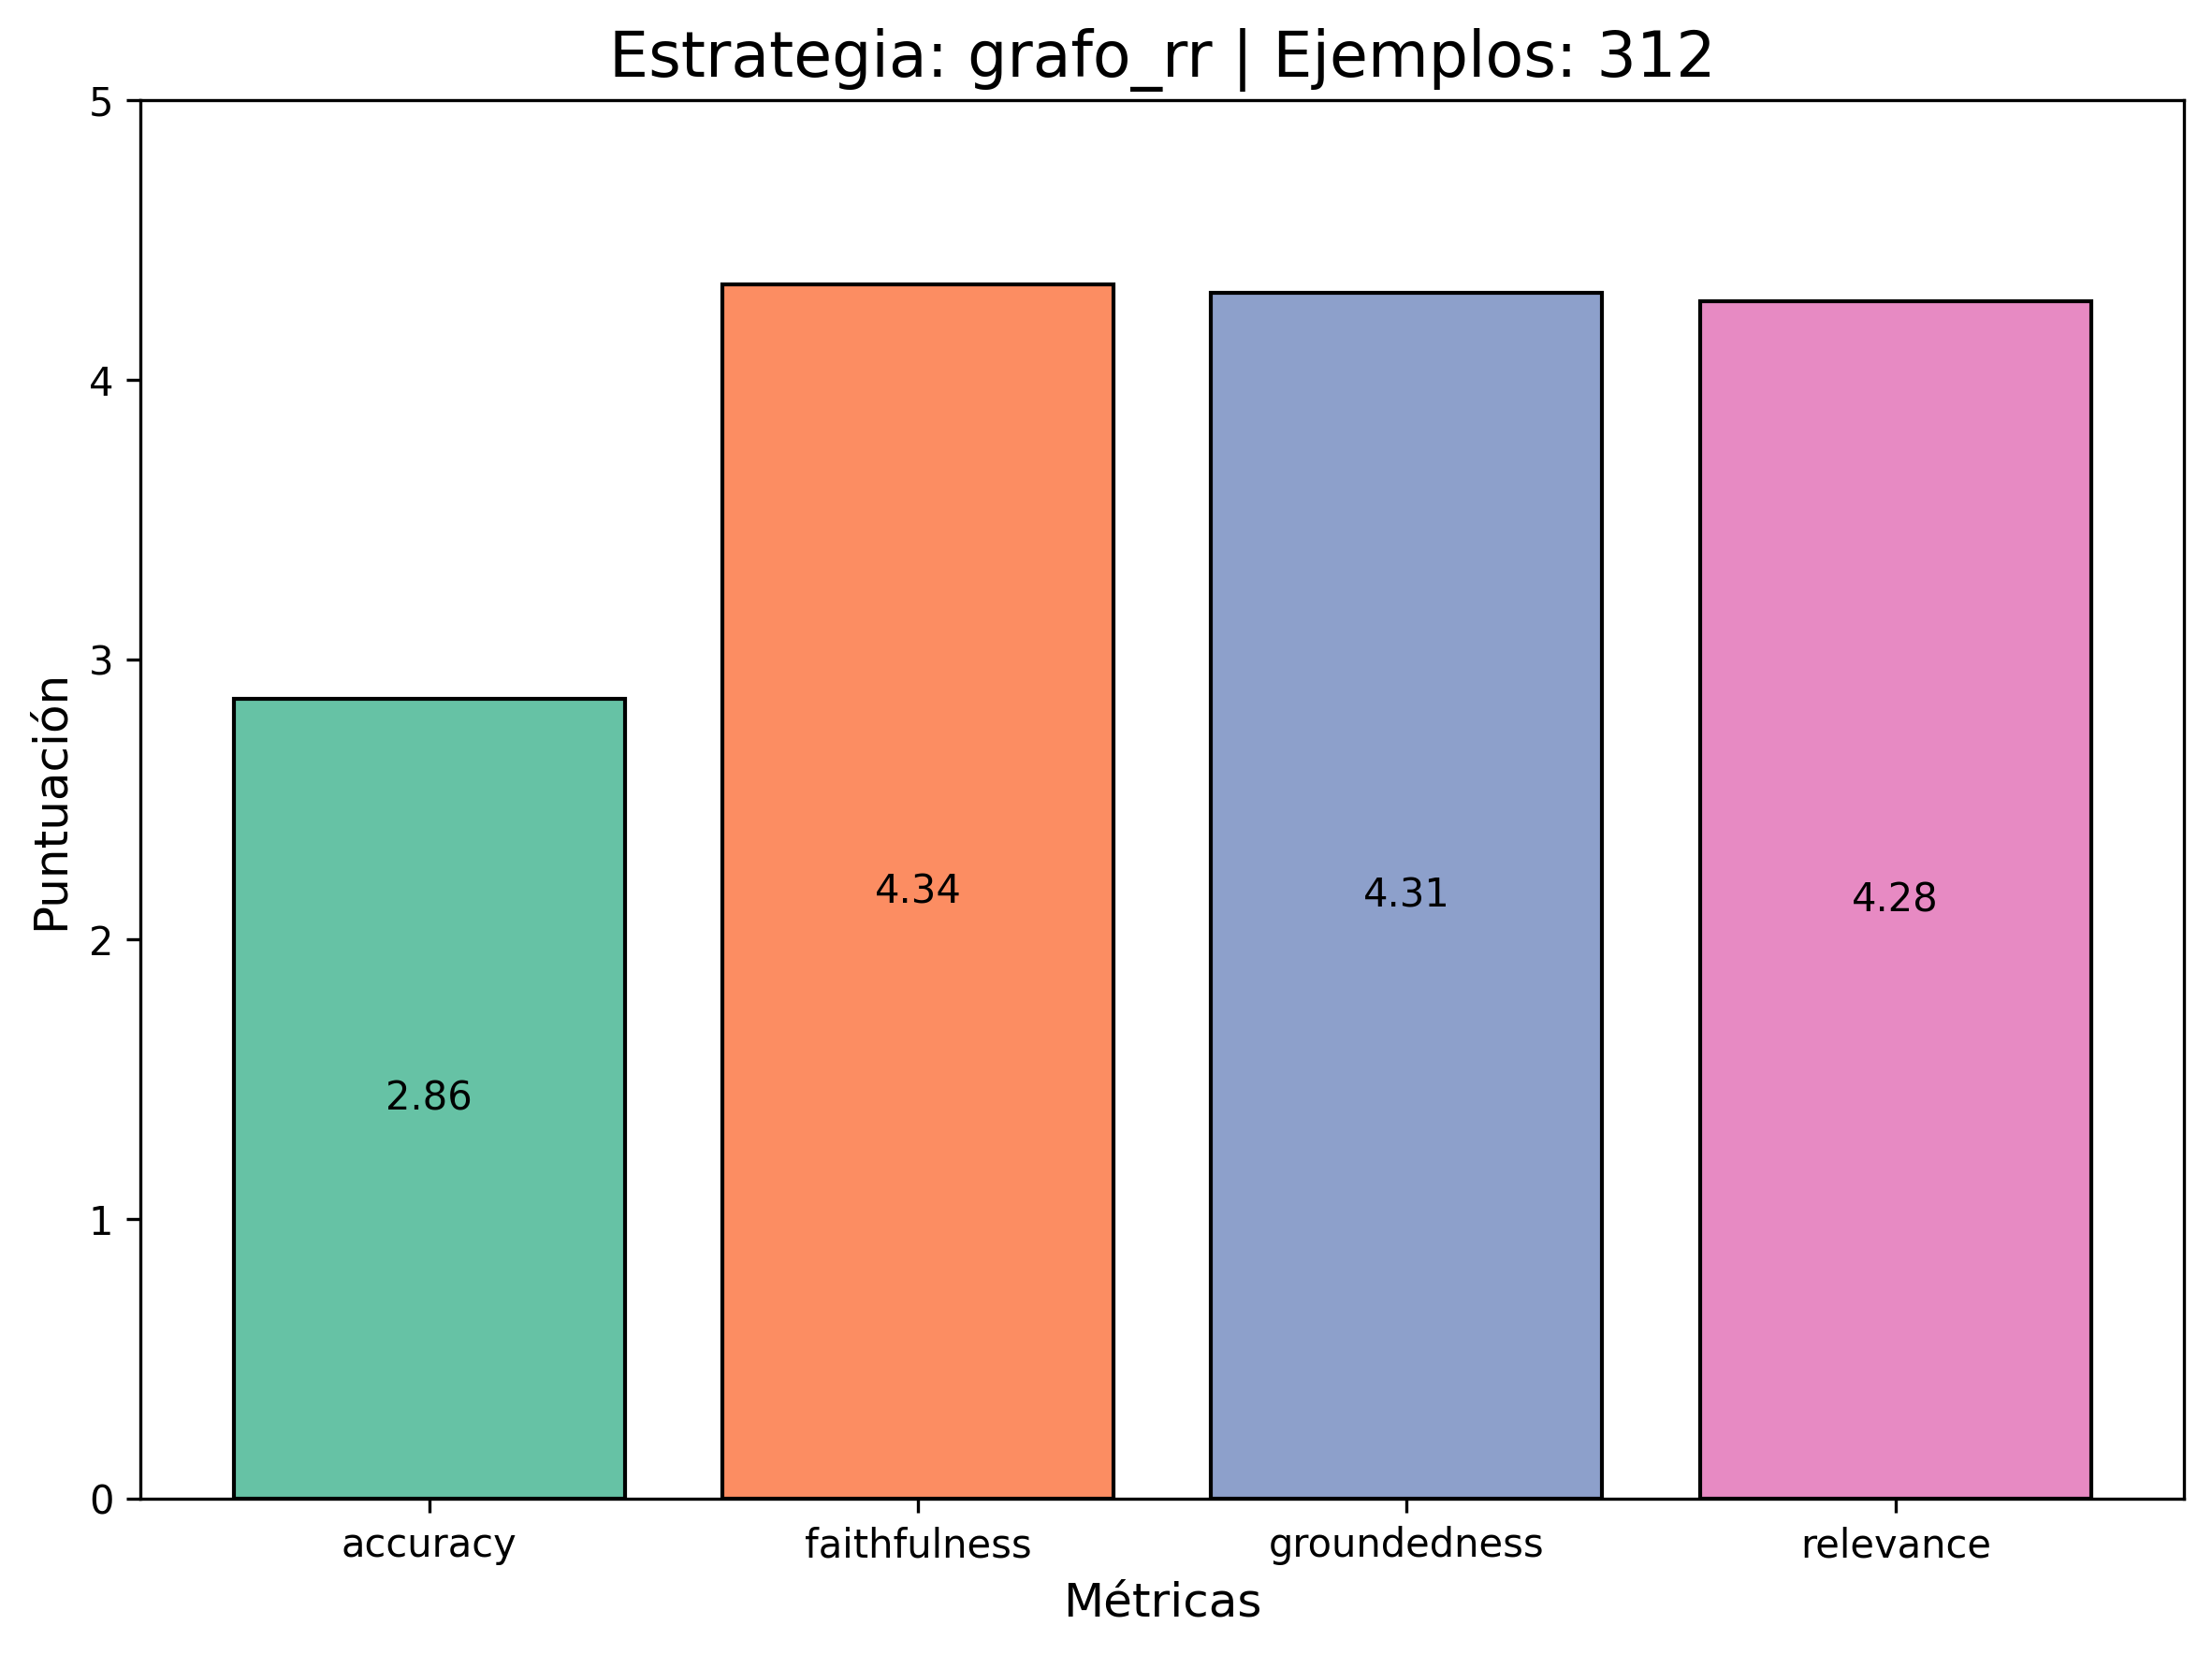 Estrategia: grafo_rr | Ejemplos: 312
Puntuación
5
4
3
2
1
0
2.86
4.34
4.31
4.28
accuracy
faithfulness
groundedness
relevance
Métricas